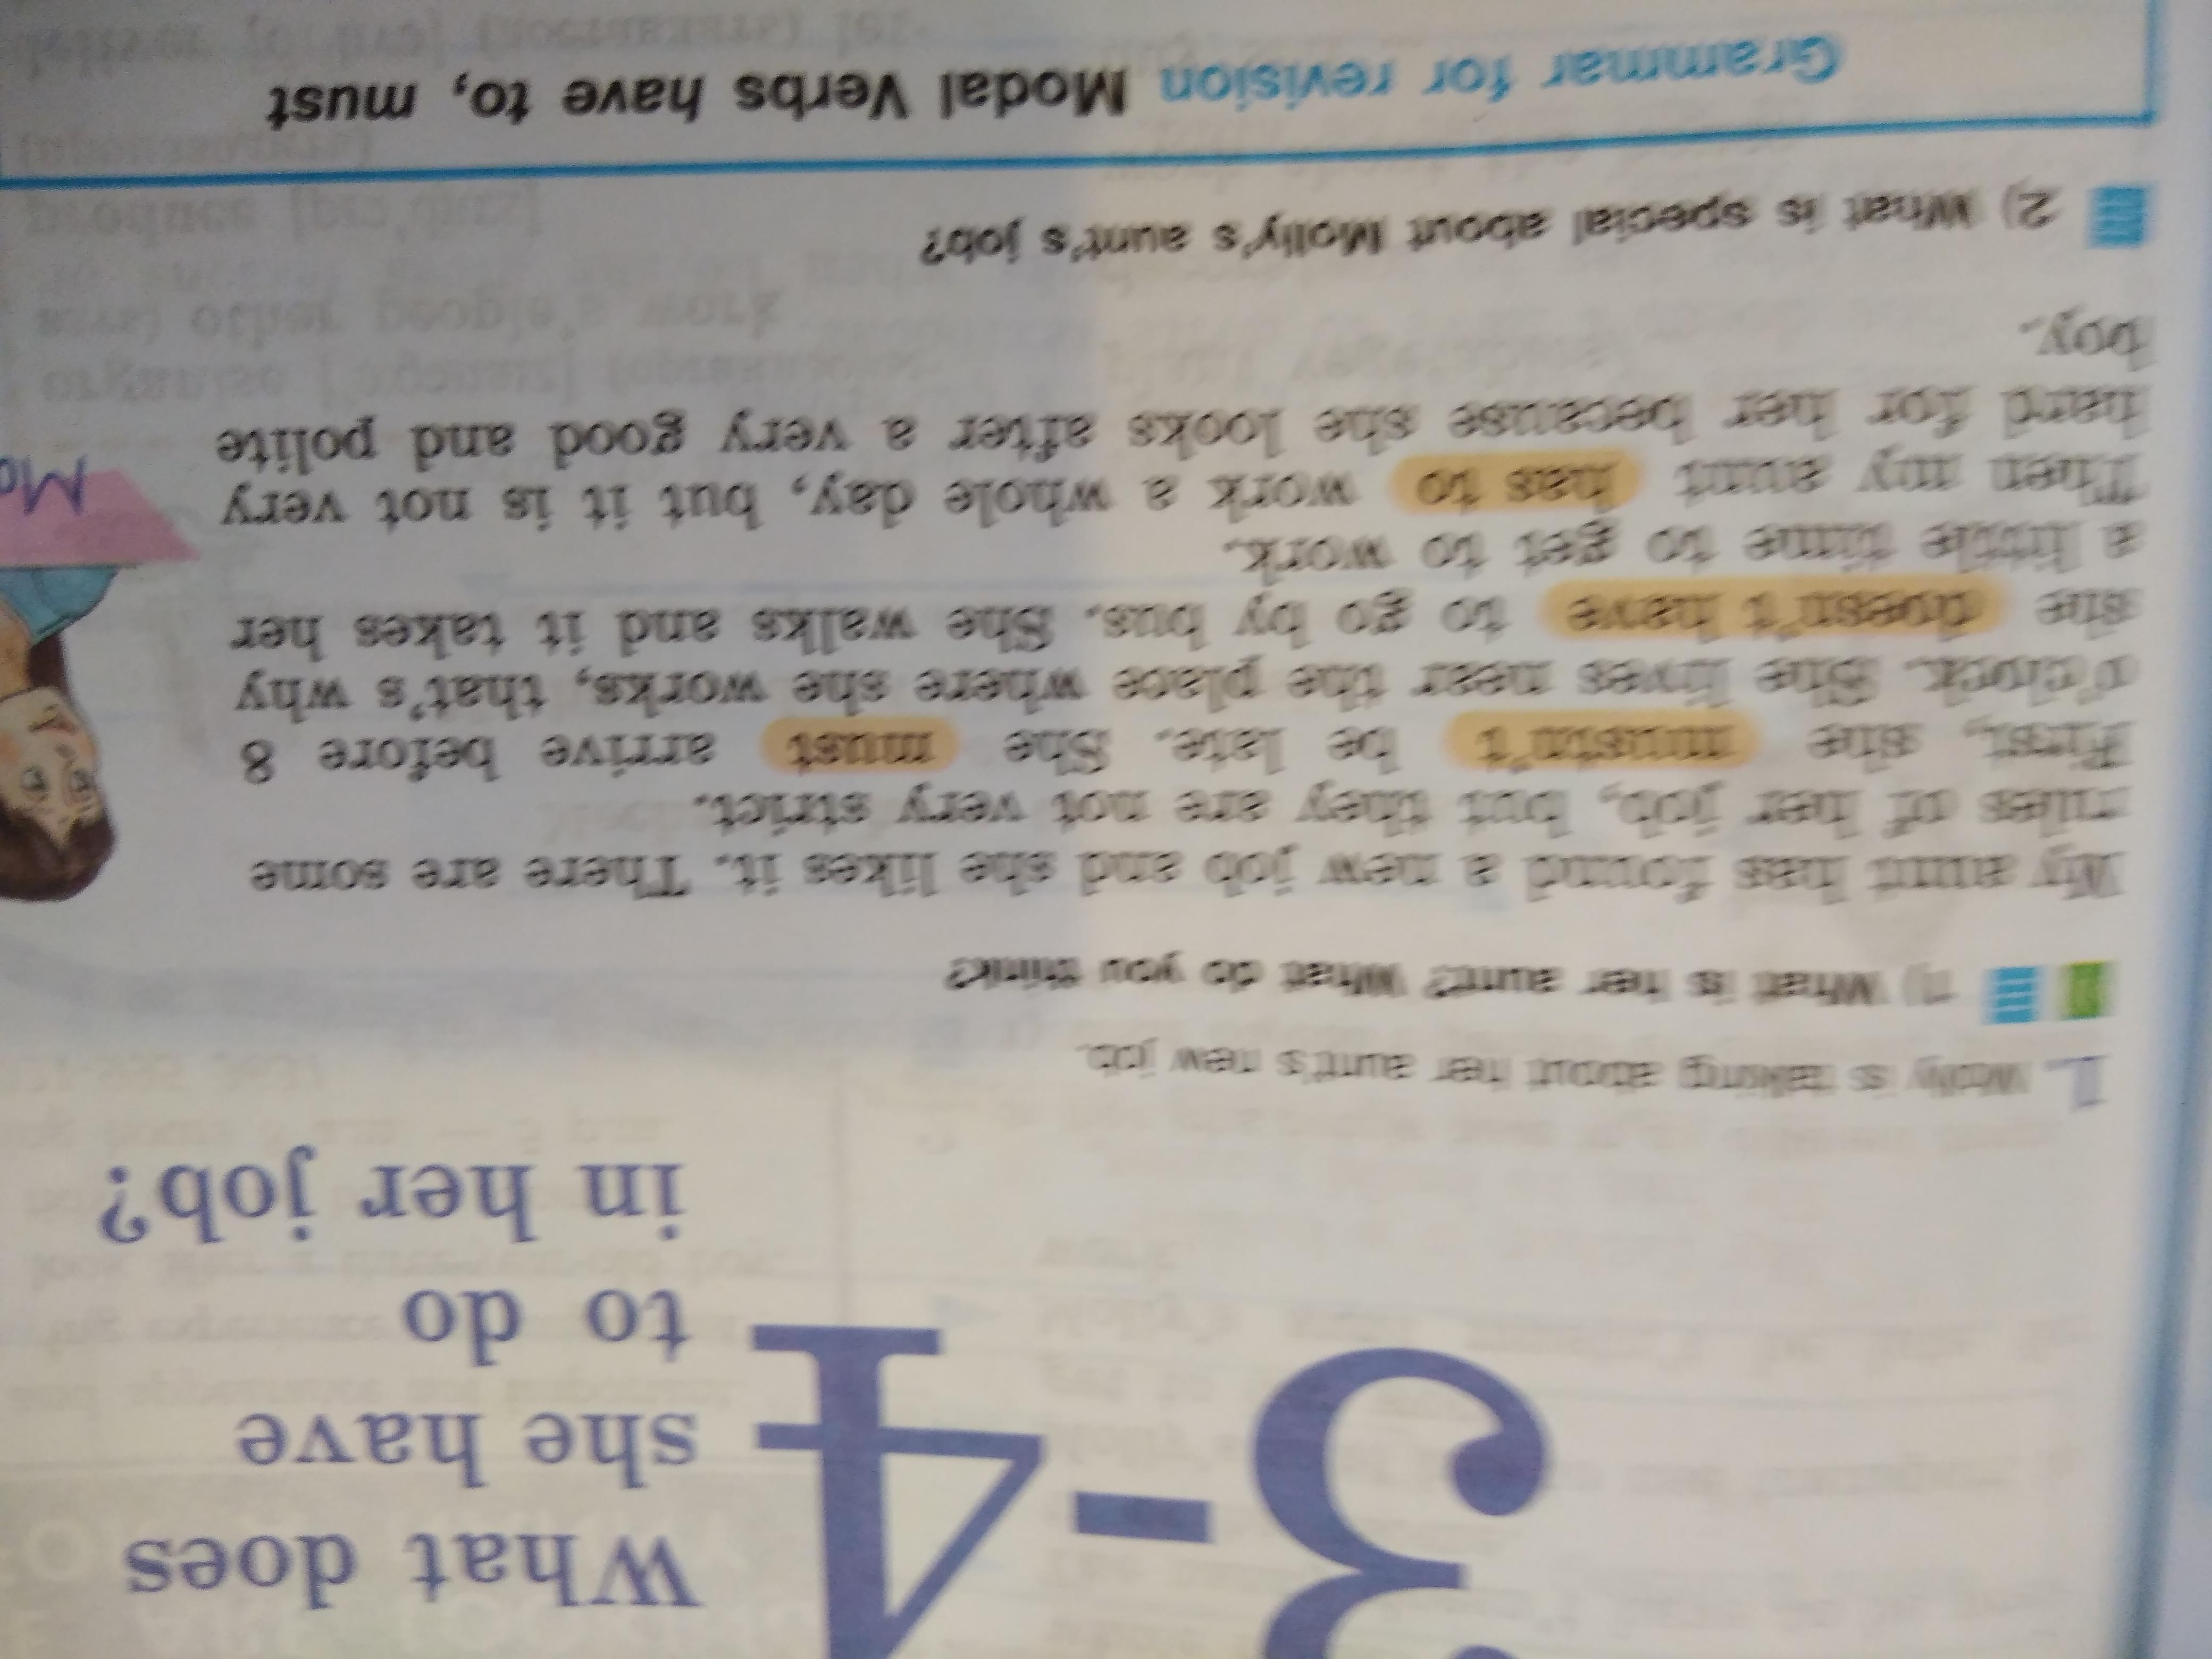 3-4
What does
she have
to do
in her job?
1. Molly is talking about her aunt's new job.
1) What is her aunt? What do you think?
My aunt has found a new job and she likes it. There are some
rules of her job, but they are not very strict.
First, she mustn't be late. She must arrive before 8
o'clock. She lives near the place where she works, that's why
she doesn't have to go by bus. She walks and it takes her
a little time to get to work.
Then my aunt has to work a whole day, but it is not very
hard for her because she looks after a very good and polite
boy.
Mo
2) What is special about Molly's aunt's job?
Grammar for revision Modal Verbs have to, must